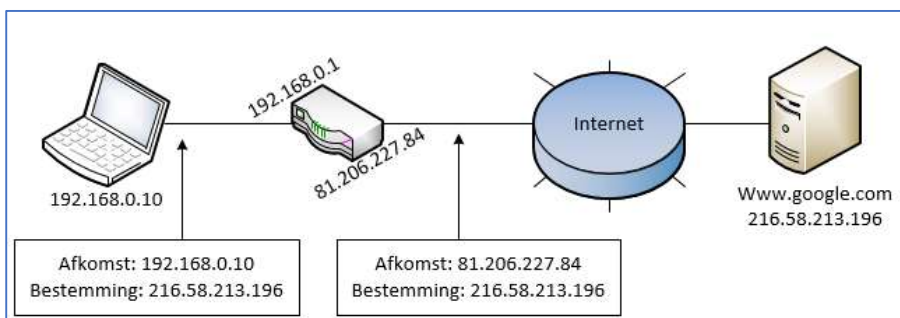 192.168.0.10
192.168.0.1
81.206.227.84
Internet
Www.google.com
216.58.213.196
Afkomst: 192.168.0.10
Bestemming: 216.58.213.196
Afkomst: 81.206.227.84
Bestemming: 216.58.213.196